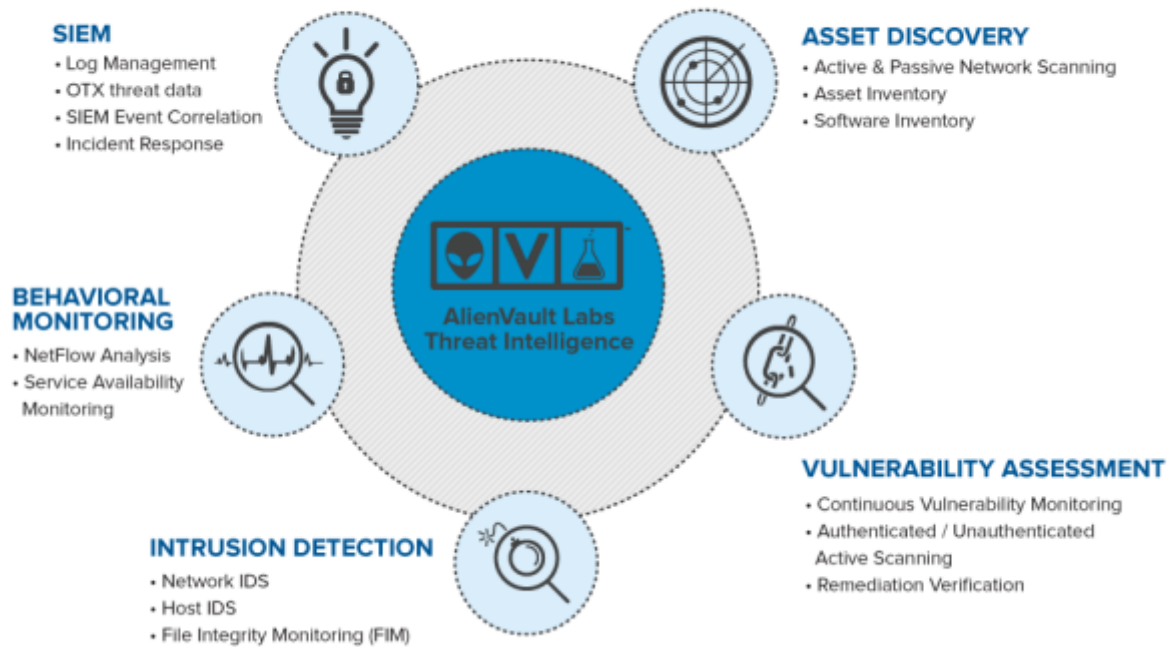 SIEM
• Log Management
• OTX threat data
• SIEM Event Correlation
• Incident Response
ASSET DISCOVERY
• Active & Passive Network Scanning
• Asset Inventory
• Software Inventory
V
AlienVault Labs
Threat Intelligence
BEHAVIORAL
MONITORING
• NetFlow Analysis
• Service Availability
Monitoring
VULNERABILITY ASSESSMENT
• Continuous Vulnerability Monitoring
• Authenticated / Unauthenticated
Active Scanning
• Remediation Verification
INTRUSION DETECTION
• Network IDS
• Host IDS
• File Integrity Monitoring (FIM)